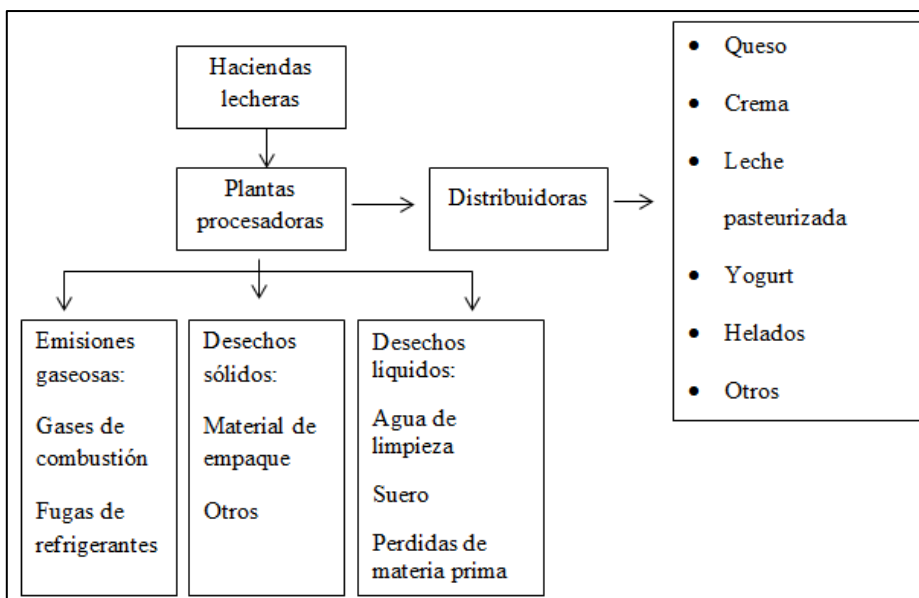 Haciendas
lecheras
Plantas
procesadoras
Distribuidoras
• Queso
• Crema
• Leche
pasteurizada
• Yogurt
• Helados
• Otros
Emisiones
gaseosas:
Gases de
combustión
Fugas de
refrigerantes
Desechos
sólidos:
Material de
empaque
Otros
Desechos
líquidos:
Agua de
limpieza
Suero
Perdidas de
materia prima